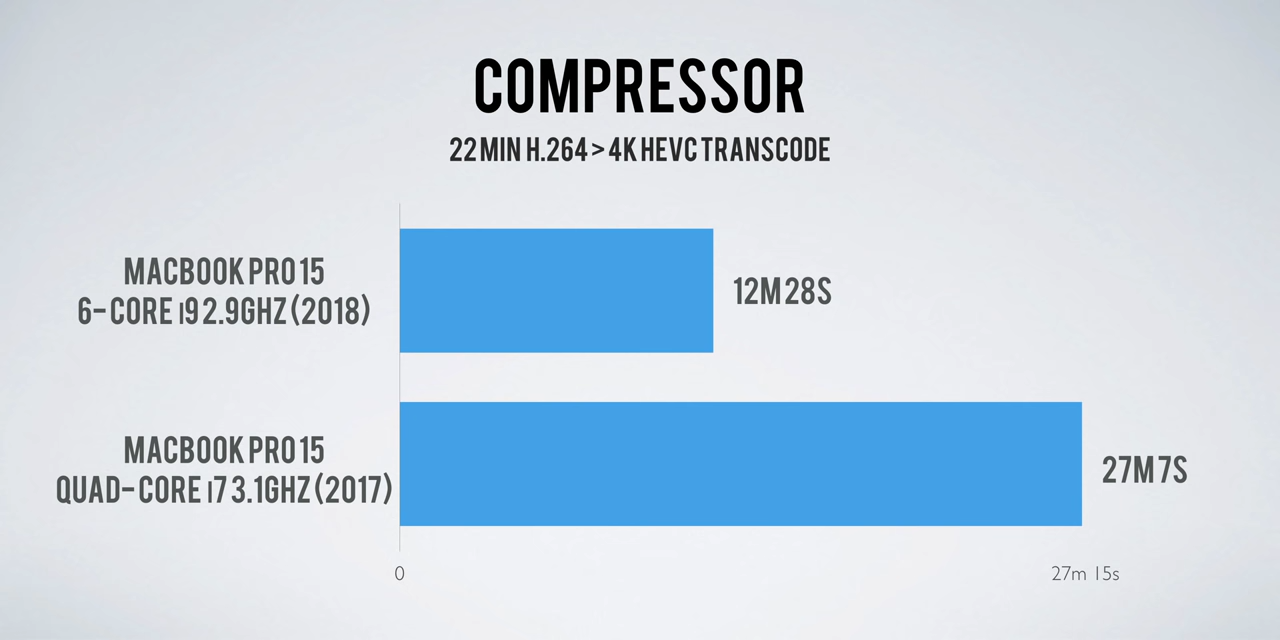 COMPRESSOR
22 MIN H.264 > 4K HEVC TRANSCODE
MACBOOK PRO 15
6-CORE i9 2.9GHZ (2018)
12M 28S
MACBOOK PRO 15
QUAD-CORE i7 3.1GHZ (2017)
27M 7S
0
27m 15s